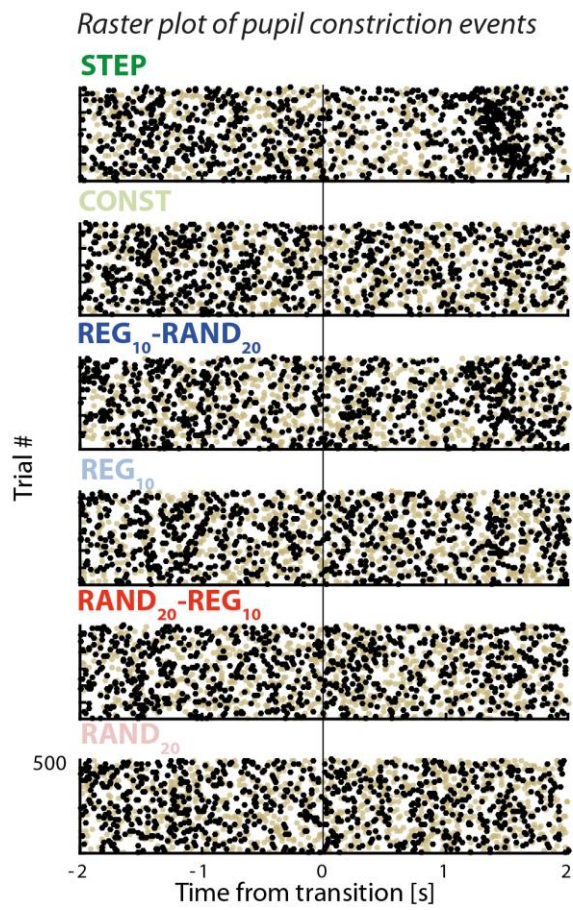 Raster plot of pupil constriction events
STEP
CONST
REG10-RAND20
REG10
RAND20-REG10
RAND20
Trial #
500
-2 -1 0 1 2
Time from transition [s]